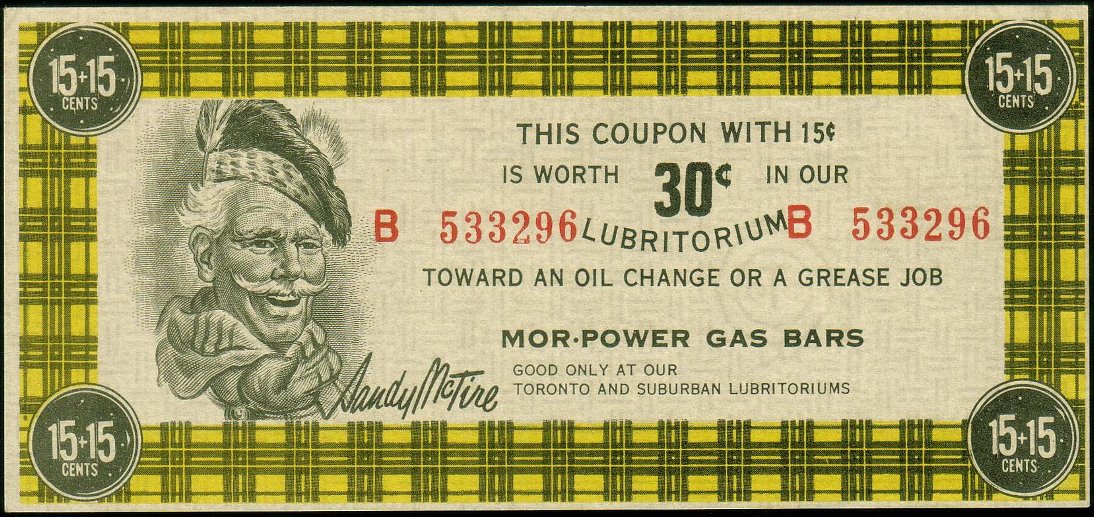 15+15
CENTS
15+15
CENTS
THIS COUPON WITH 15¢
IS WORTH 30¢ IN OUR
B 533296 LUBRITORIUM B 533296
TOWARD AN OIL CHANGE OR A GREASE JOB
MOR·POWER GAS BARS
GOOD ONLY AT OUR
TORONTO AND SUBURBAN LUBRITORIUMS
Sandy McTire
15+15
CENTS
15+15
CENTS